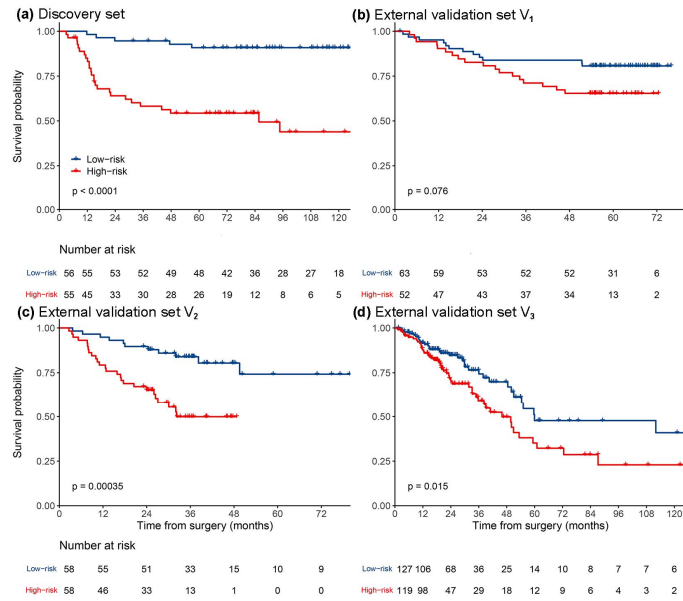 (a) Discovery set
Survival probability
1.00
0.75
0.50
0.25
0.00
Low−risk
High−risk
p < 0.0001
0 12 24 36 48 60 72 84 96 108 120
Number at risk
Low−risk 56 55 53 52 49 48 42 36 28 27 18
High−risk 55 45 33 30 28 26 19 12 8 6 5
(b) External validation set V1
Survival probability
1.00
0.75
0.50
0.25
0.00
p = 0.076
0 12 24 36 48 60 72
Low−risk 63 59 53 52 52 31 6
High−risk 52 47 43 37 34 13 2
(c) External validation set V2
Survival probability
1.00
0.75
0.50
0.25
0.00
p = 0.00035
0 12 24 36 48 60 72
Time from surgery (months)
Number at risk
Low−risk 58 55 51 33 15 10 9
High−risk 58 46 33 13 1 0 0
(d) External validation set V3
Survival probability
1.00
0.75
0.50
0.25
0.00
p = 0.015
0 12 24 36 48 60 72 84 96 108 120
Time from surgery (months)
Low−risk 127 106 68 36 25 14 10 8 7 7 6
High−risk 119 98 47 29 18 12 9 6 4 3 2